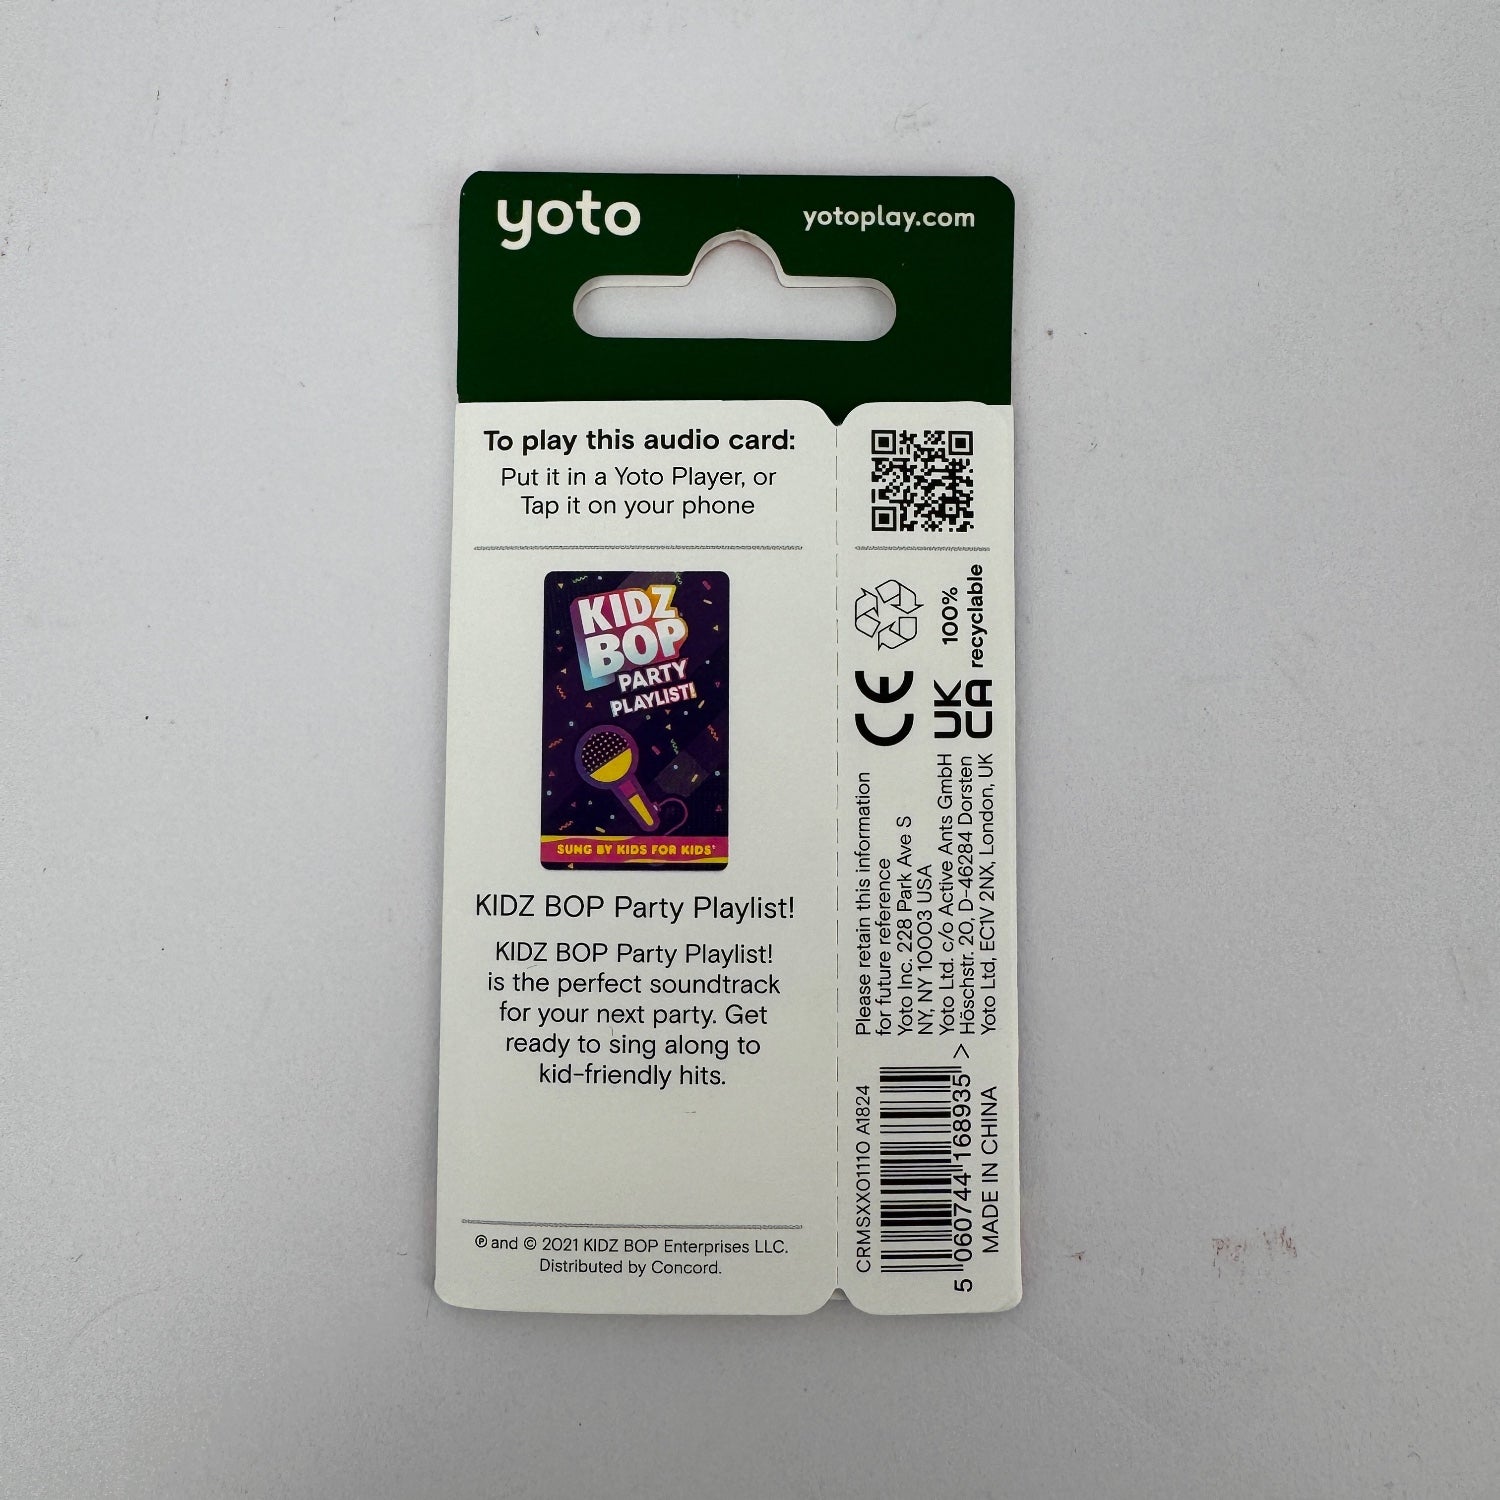 yoto
yotoplay.com
To play this audio card:
Put it in a Yoto Player, or
Tap it on your phone
KIDZ
BOP
PARTY
PLAYLIST!
SUNG BY KIDS FOR KIDS'
KIDZ BOP Party Playlist!
KIDZ BOP Party Playlist!
is the perfect soundtrack
for your next party. Get
ready to sing along to
kid-friendly hits.
℗ and © 2021 KIDZ BOP Enterprises LLC.
Distributed by Concord.
100%
recyclable
CE
UK
CA
Please retain this information
for future reference
Yoto Inc. 228 Park Ave S
NY, NY 10003 USA
Yoto Ltd. c/o Active Ants GmbH
Höschstr. 20, D-46284 Dorsten
Yoto Ltd, EC1V 2NX, London, UK
CRMSXX01110 A1824
5 060744 168935 >
MADE IN CHINA